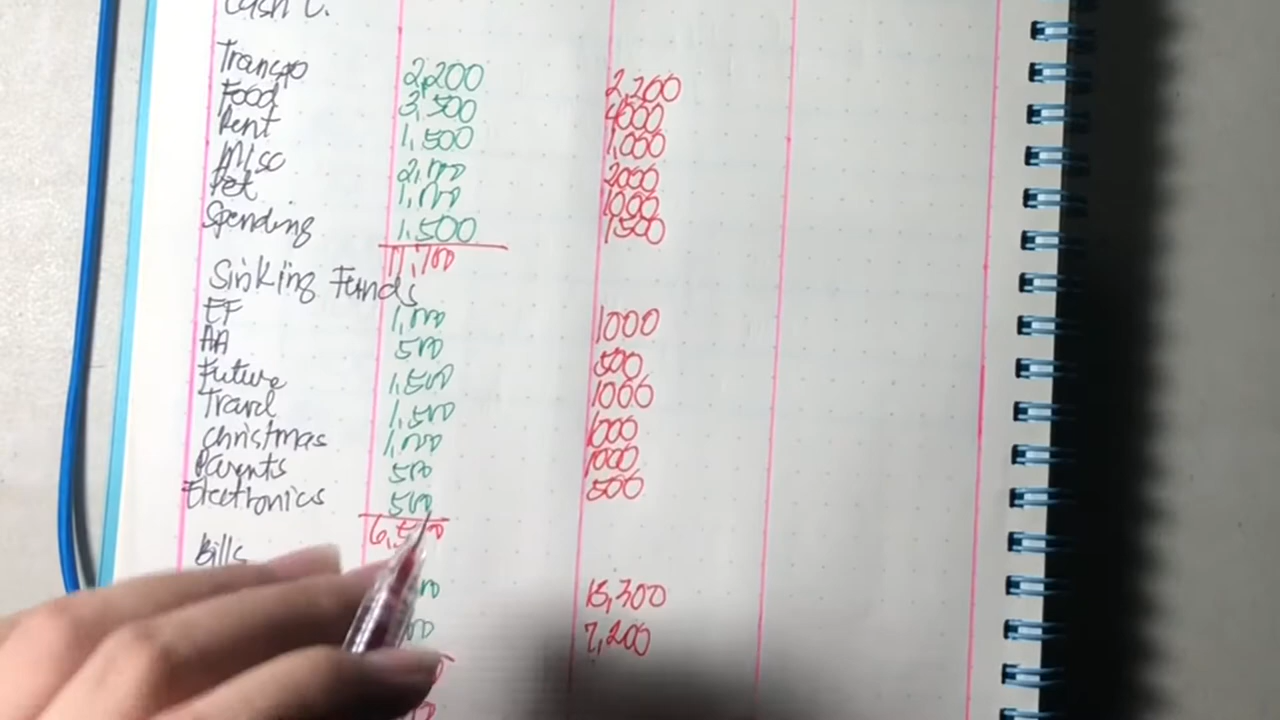 Cash
Transpo 2,200 2,200
Food 3,500 4000
Rent 1,500 1,000
Misc 2,000 2000
Pet 1,000 1000
Spending 1,500 1500
11,700
Sinking Funds
EF 1,000 1000
AA 500 500
Future 1,500 1000
Travel 1,500 1000
Christmas 1,000 1000
Parents 500 500
Electronics 500
6,500
Bills
15,300
7,200